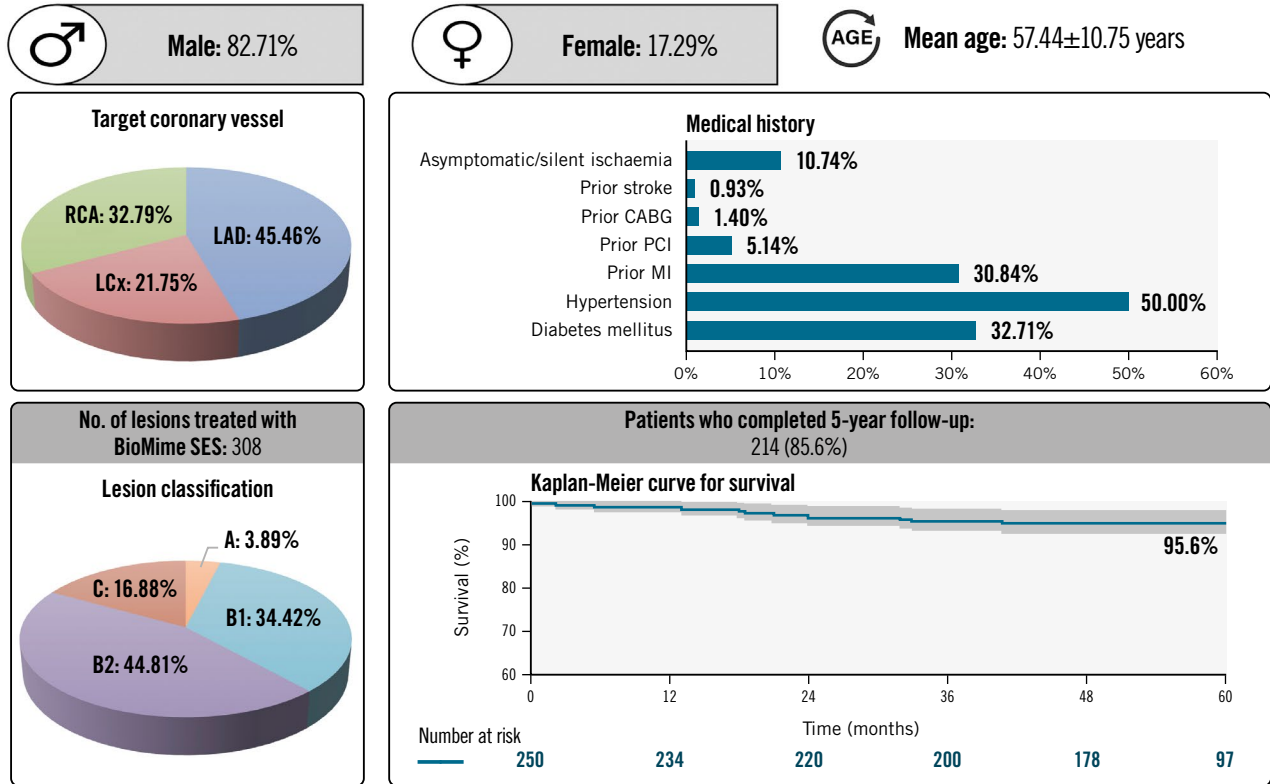 Male: 82.71%
Female: 17.29%
AGE
Mean age: 57.44±10.75 years
Target coronary vessel
RCA: 32.79%
LAD: 45.46%
LCx: 21.75%
Medical history
Asymptomatic/silent ischaemia 10.74%
Prior stroke 0.93%
Prior CABG 1.40%
Prior PCI 5.14%
Prior MI 30.84%
Hypertension 50.00%
Diabetes mellitus 32.71%
0% 10% 20% 30% 40% 50% 60%
No. of lesions treated with
BioMime SES: 308
Lesion classification
A: 3.89%
C: 16.88%
B1: 34.42%
B2: 44.81%
Patients who completed 5-year follow-up:
214 (85.6%)
Kaplan-Meier curve for survival
Survival (%)
100
90
80
70
60
95.6%
0 12 24 36 48 60
Time (months)
Number at risk
250 234 220 200 178 97